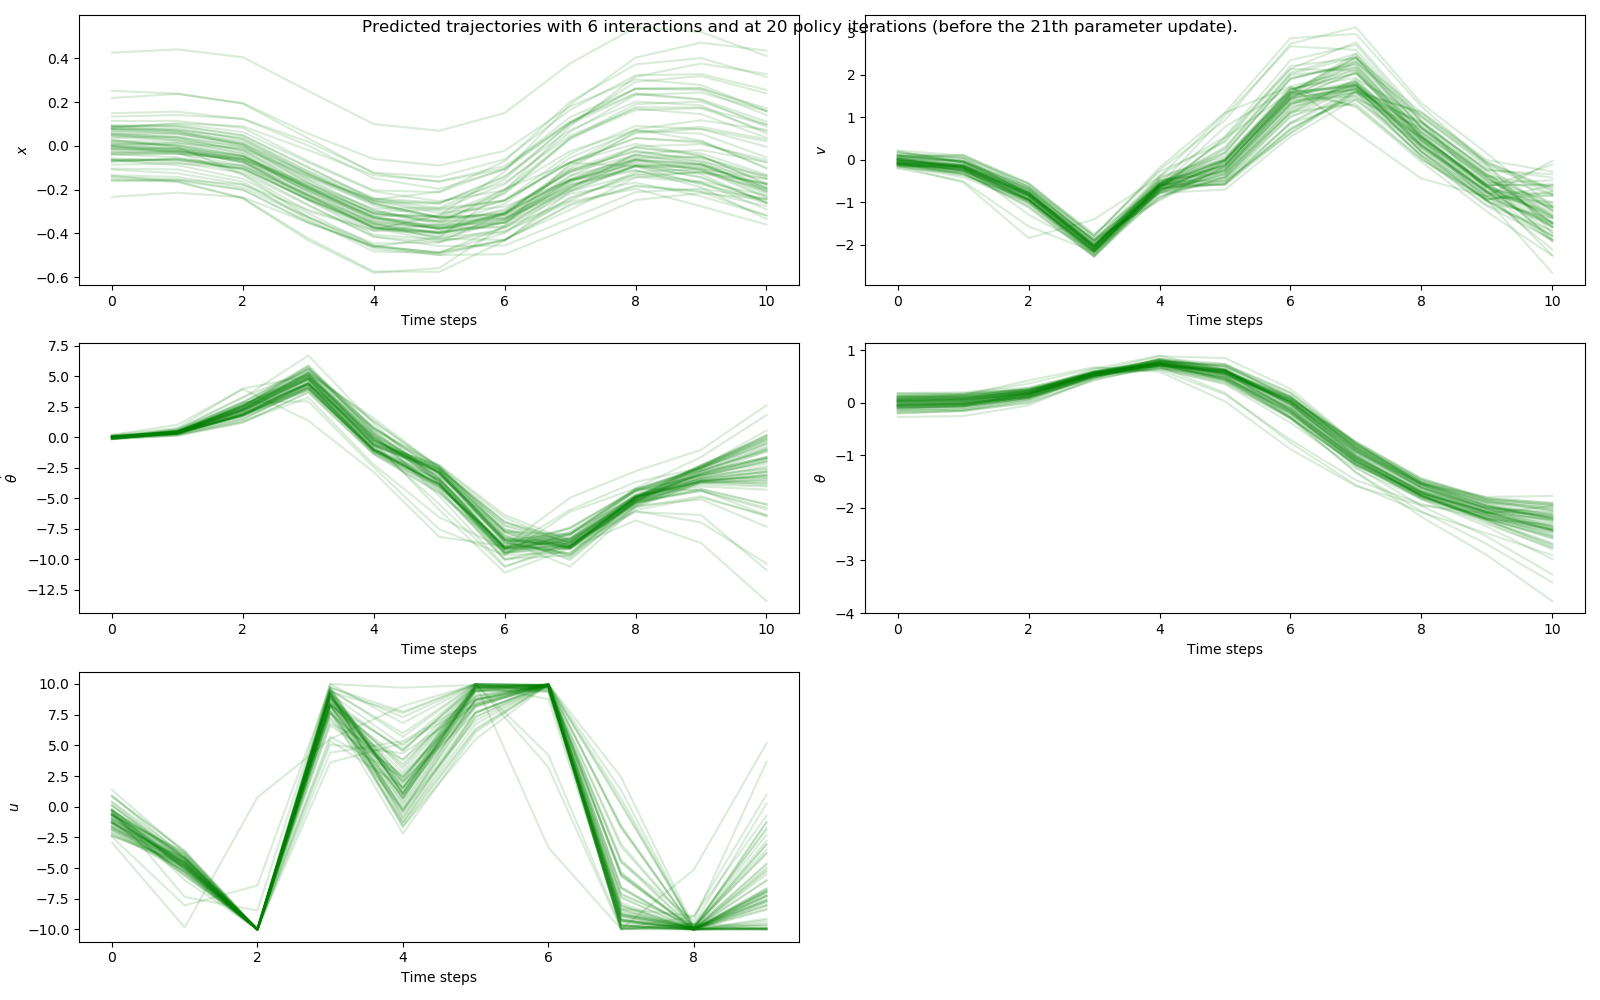 Predicted trajectories with 6 interactions and at 20 policy iterations (before the 21th parameter update).
0.4
0.2
0.0
−0.2
−0.4
−0.6
x
0 2 4 6 8 10
Time steps
3
2
1
0
−1
−2
v
0 2 4 6 8 10
Time steps
7.5
5.0
2.5
0.0
−2.5
−5.0
−7.5
−10.0
−12.5
θ̇
0 2 4 6 8 10
Time steps
1
0
−1
−2
−3
−4
θ
0 2 4 6 8 10
Time steps
10.0
7.5
5.0
2.5
0.0
−2.5
−5.0
−7.5
−10.0
u
0 2 4 6 8
Time steps